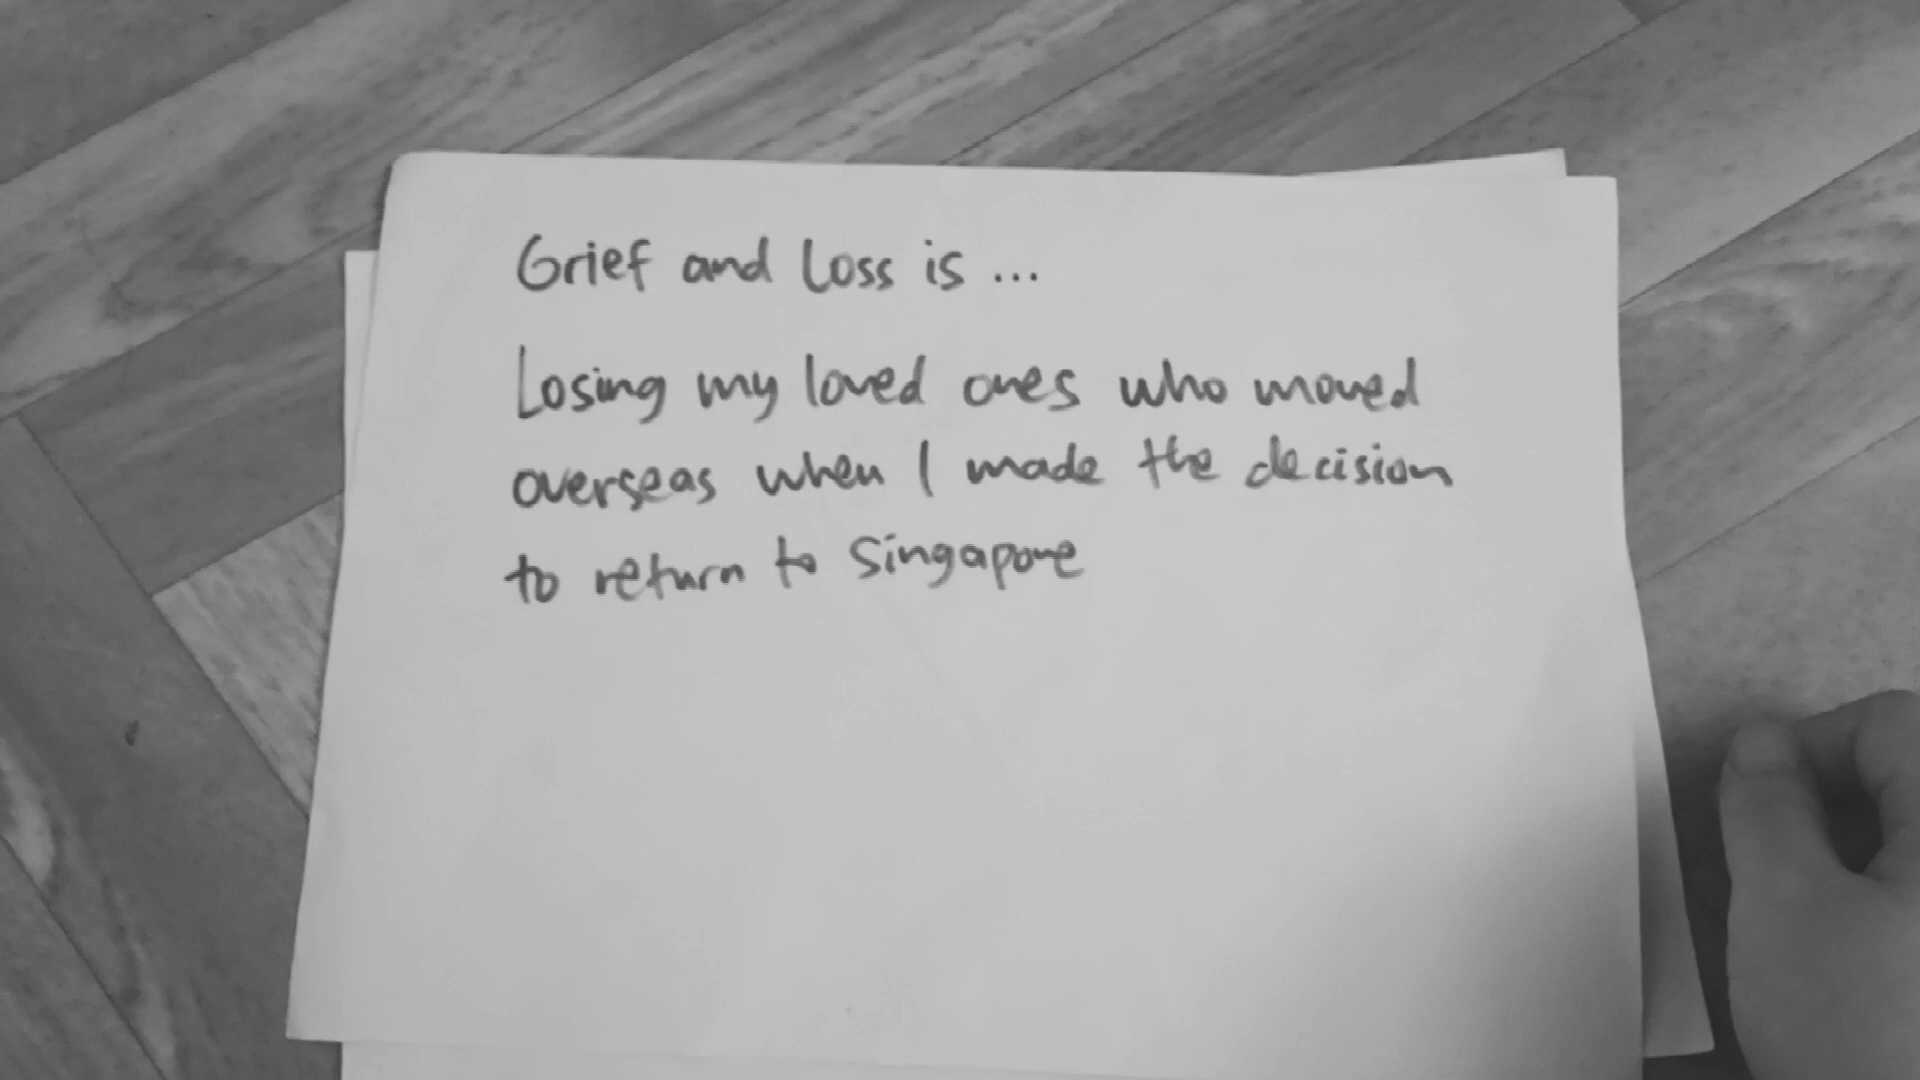 Grief and Loss is ...
Losing my loved ones who moved
overseas when I made the decision
to return to Singapore